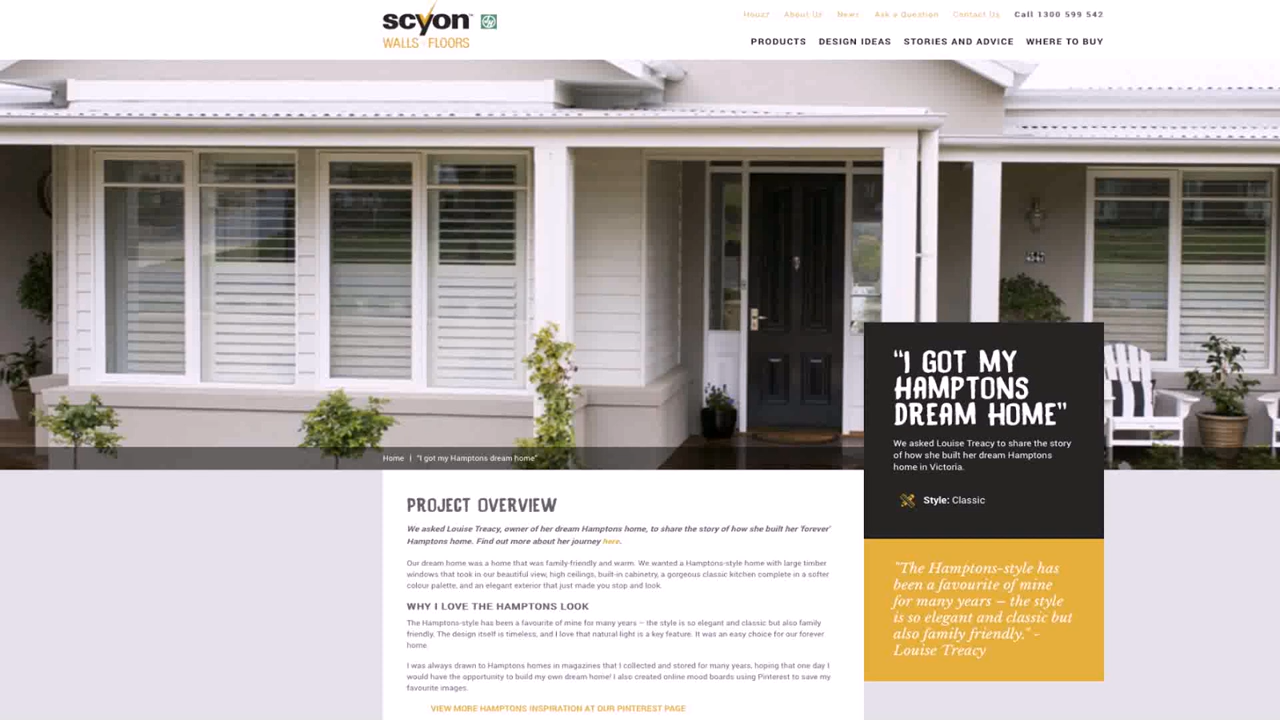 scyon™
WALLS + FLOORS
Houzz About Us News Ask a Question Contact Us Call 1300 599 542
PRODUCTS DESIGN IDEAS STORIES AND ADVICE WHERE TO BUY
"I GOT MY
HAMPTONS
DREAM HOME"
We asked Louise Treacy to share the story
of how she built her dream Hamptons
home in Victoria.
Style: Classic
Home | "I got my Hamptons dream home"
"The Hamptons-style has
been a favourite of mine
for many years – the style
is so elegant and classic but
also family friendly." -
Louise Treacy
PROJECT OVERVIEW
We asked Louise Treacy, owner of her dream Hamptons home, to share the story of how she built her 'forever'
Hamptons home. Find out more about her journey here.
Our dream home was a home that was family-friendly and warm. We wanted a Hamptons-style home with large timber
windows that took in our beautiful view, high ceilings, built-in cabinetry, a gorgeous classic kitchen complete in a softer
colour palette, and an elegant exterior that just made you stop and look.
WHY I LOVE THE HAMPTONS LOOK
The Hamptons-style has been a favourite of mine for many years – the style is so elegant and classic but also family
friendly. The design itself is timeless, and I love that natural light is a key feature. It was an easy choice for our forever
home.
I was always drawn to Hamptons homes in magazines that I collected and stored for many years, hoping that one day I
would have the opportunity to build my own dream home! I also created online mood boards using Pinterest to save my
favourite images.
VIEW MORE HAMPTONS INSPIRATION AT OUR PINTEREST PAGE